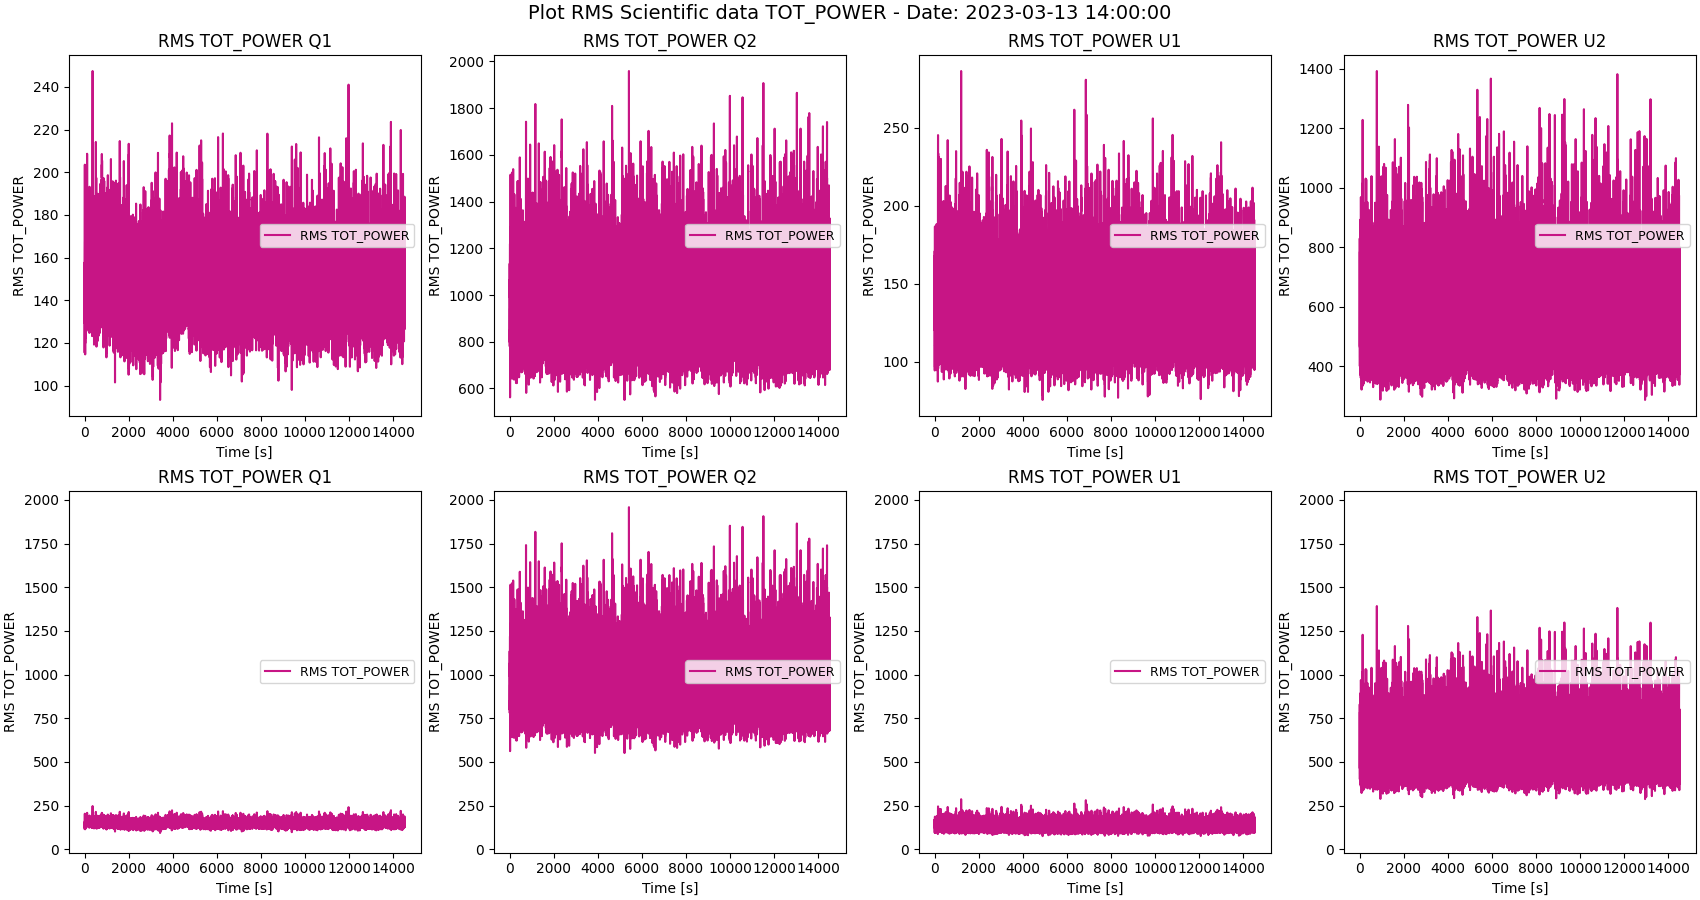 Plot RMS Scientific data TOT_POWER - Date: 2023-03-13 14:00:00
RMS TOT_POWER Q1
RMS TOT_POWER
240
220
200
180
160
140
120
100
RMS TOT_POWER
0 2000 4000 6000 8000 10000 12000 14000
Time [s]
RMS TOT_POWER Q2
RMS TOT_POWER
2000
1800
1600
1400
1200
1000
800
600
RMS TOT_POWER
0 2000 4000 6000 8000 10000 12000 14000
Time [s]
RMS TOT_POWER U1
RMS TOT_POWER
250
200
150
100
RMS TOT_POWER
0 2000 4000 6000 8000 10000 12000 14000
Time [s]
RMS TOT_POWER U2
RMS TOT_POWER
1400
1200
1000
800
600
400
RMS TOT_POWER
0 2000 4000 6000 8000 10000 12000 14000
Time [s]
RMS TOT_POWER Q1
RMS TOT_POWER
2000
1750
1500
1250
1000
750
500
250
0
RMS TOT_POWER
0 2000 4000 6000 8000 10000 12000 14000
Time [s]
RMS TOT_POWER Q2
RMS TOT_POWER
2000
1750
1500
1250
1000
750
500
250
0
RMS TOT_POWER
0 2000 4000 6000 8000 10000 12000 14000
Time [s]
RMS TOT_POWER U1
RMS TOT_POWER
2000
1750
1500
1250
1000
750
500
250
0
RMS TOT_POWER
0 2000 4000 6000 8000 10000 12000 14000
Time [s]
RMS TOT_POWER U2
RMS TOT_POWER
2000
1750
1500
1250
1000
750
500
250
0
RMS TOT_POWER
0 2000 4000 6000 8000 10000 12000 14000
Time [s]